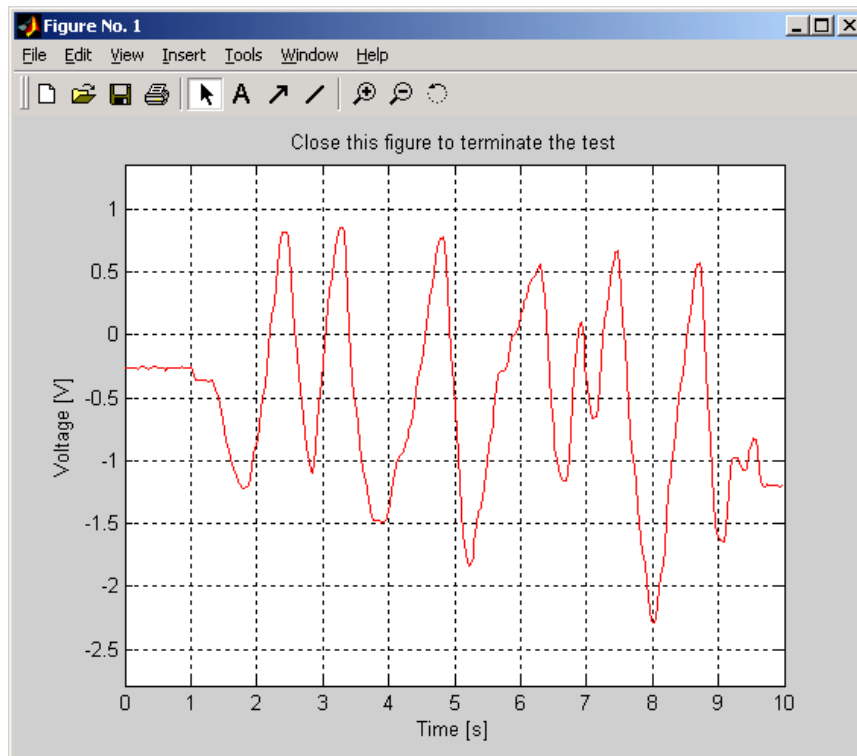 Figure No. 1
File Edit View Insert Tools Window Help
A
Close this figure to terminate the test
1
0.5
0
-0.5
-1
-1.5
-2
-2.5
Voltage [V]
0 1 2 3 4 5 6 7 8 9 10
Time [s]